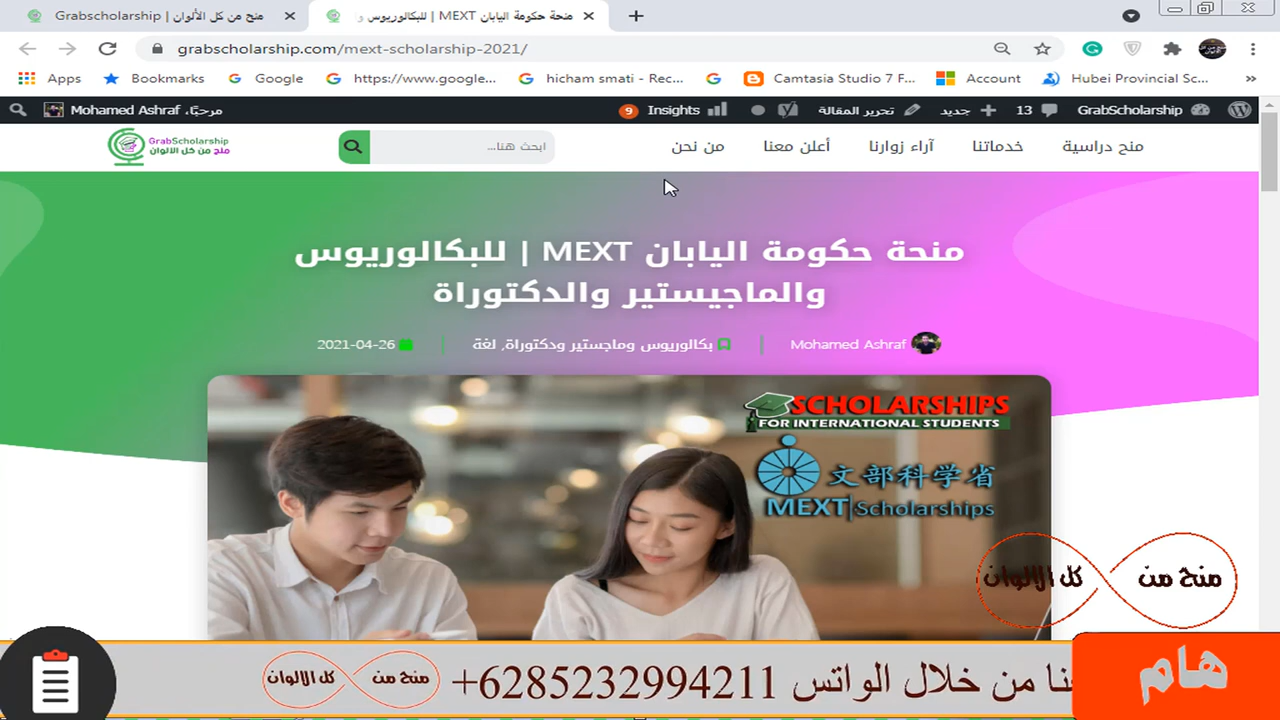 منح من كل الألوان | Grabscholarship
منحة حكومة اليابان MEXT | للبكالوريوس و
grabscholarship.com/mext-scholarship-2021/
Apps Bookmarks Google https://www.google... hicham smati - Rec... Camtasia Studio 7 F... Account Hubei Provincial Sc... »
GrabScholarship 13 جديد تحرير المقالة Insights 9 مرحبًا، Mohamed Ashraf
منح دراسية خدماتنا آراء زوارنا أعلن معنا من نحن ابحث هنا...
GrabScholarship
منح من كل الالوان
منحة حكومة اليابان MEXT | للبكالوريوس
والماجيستير والدكتوراة
Mohamed Ashraf بكالوريوس وماجستير ودكتوراة, لغة 2021-04-26
SCHOLARSHIPS
FOR INTERNATIONAL STUDENTS
文部科学省
MEXT Scholarships
منح من كل الالوان
هام
نا من خلال الواتس 6285232994211+ منح من كل الالوان